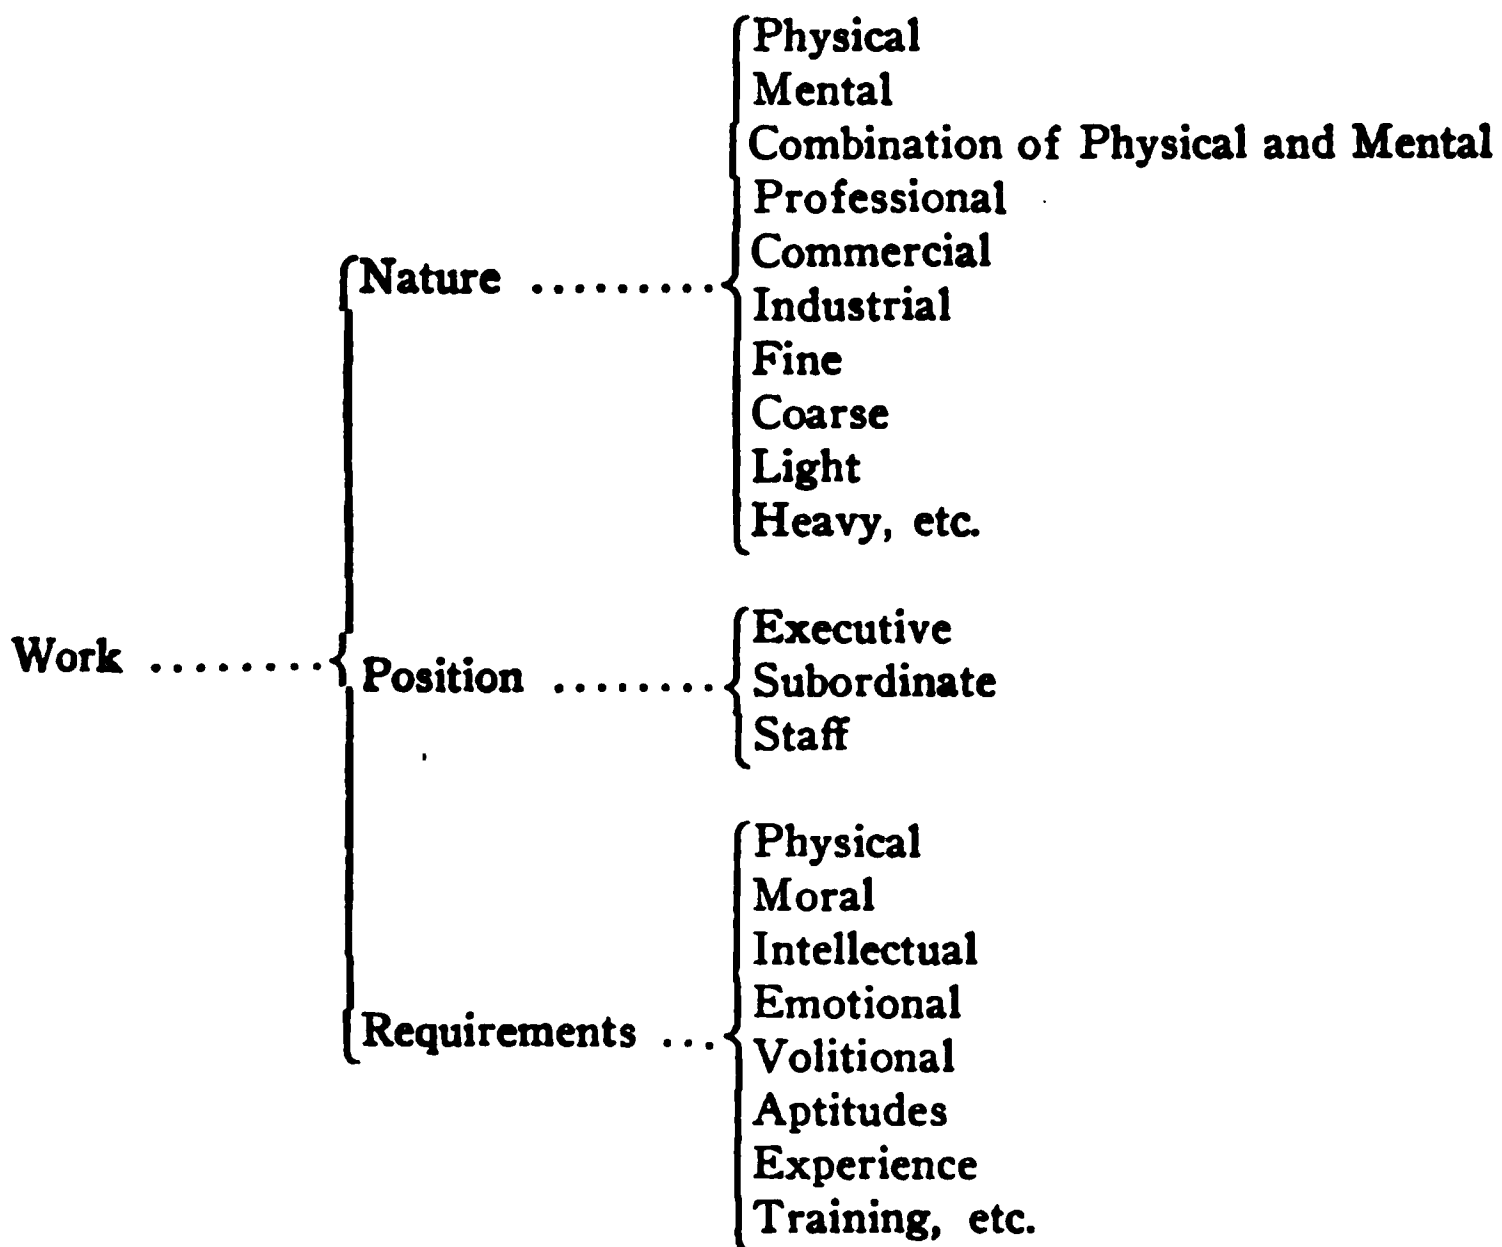 Physical
Mental
Combination of Physical and Mental
Professional
Commercial
Nature .........
Industrial
Fine
Coarse
Light
Heavy, etc.
Executive
Work ........
Position ........
Subordinate
Staff
Physical
Moral
Intellectual
Emotional
Requirements ...
Volitional
Aptitudes
Experience
Training, etc.